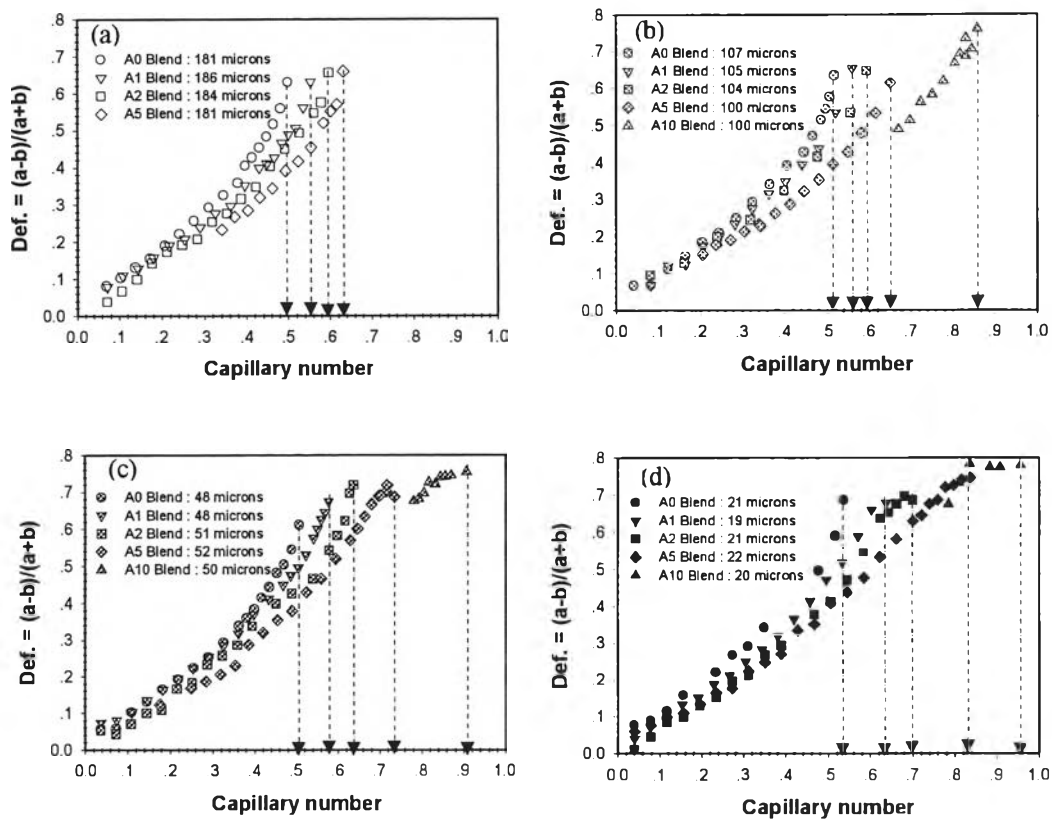 (a)
A0 Blend : 181 microns
A1 Blend : 186 microns
A2 Blend : 184 microns
A5 Blend : 181 microns
Def. = (a-b)/(a+b)
.8
.7
.6
.5
.4
.3
.2
.1
0.0
0.0 .1 .2 .3 .4 .5 .6 .7 .8 .9 1.0
Capillary number
(b)
A0 Blend : 107 microns
A1 Blend : 105 microns
A2 Blend : 104 microns
A5 Blend : 100 microns
A10 Blend : 100 microns
Def. = (a-b)/(a+b)
.8
.7
.6
.5
.4
.3
.2
.1
0.0
0.0 .1 .2 .3 .4 .5 .6 .7 .8 .9 1.0
Capillary number
(c)
A0 Blend : 48 microns
A1 Blend : 48 microns
A2 Blend : 51 microns
A5 Blend : 52 microns
A10 Blend : 50 microns
Def. = (a-b)/(a+b)
.8
.7
.6
.5
.4
.3
.2
.1
0.0
0.0 .1 .2 .3 .4 .5 .6 .7 .8 .9 1.0
Capillary number
(d)
A0 Blend : 21 microns
A1 Blend : 19 microns
A2 Blend : 21 microns
A5 Blend : 22 microns
A10 Blend : 20 microns
Def. = (a-b)/(a+b)
.8
.7
.6
.5
.4
.3
.2
.1
0.0
0.0 .1 .2 .3 .4 .5 .6 .7 .8 .9 1.0
Capillary number